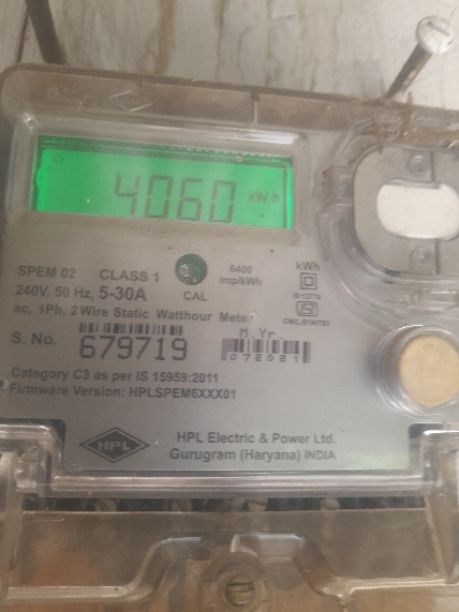 4060 kWh
SPEM 02 CLASS 1 CAL 6400 imp/kWh kWh
240V, 50 Hz, 5-30A
ac, 1Ph, 2 Wire Static Watthour Meter
S. No. 679719 M.Yr 072021
Category C3 as per IS 15959:2011
Firmware Version: HPLSPEM6XXX01
HPL
HPL Electric & Power Ltd.
Gurugram (Haryana) INDIA